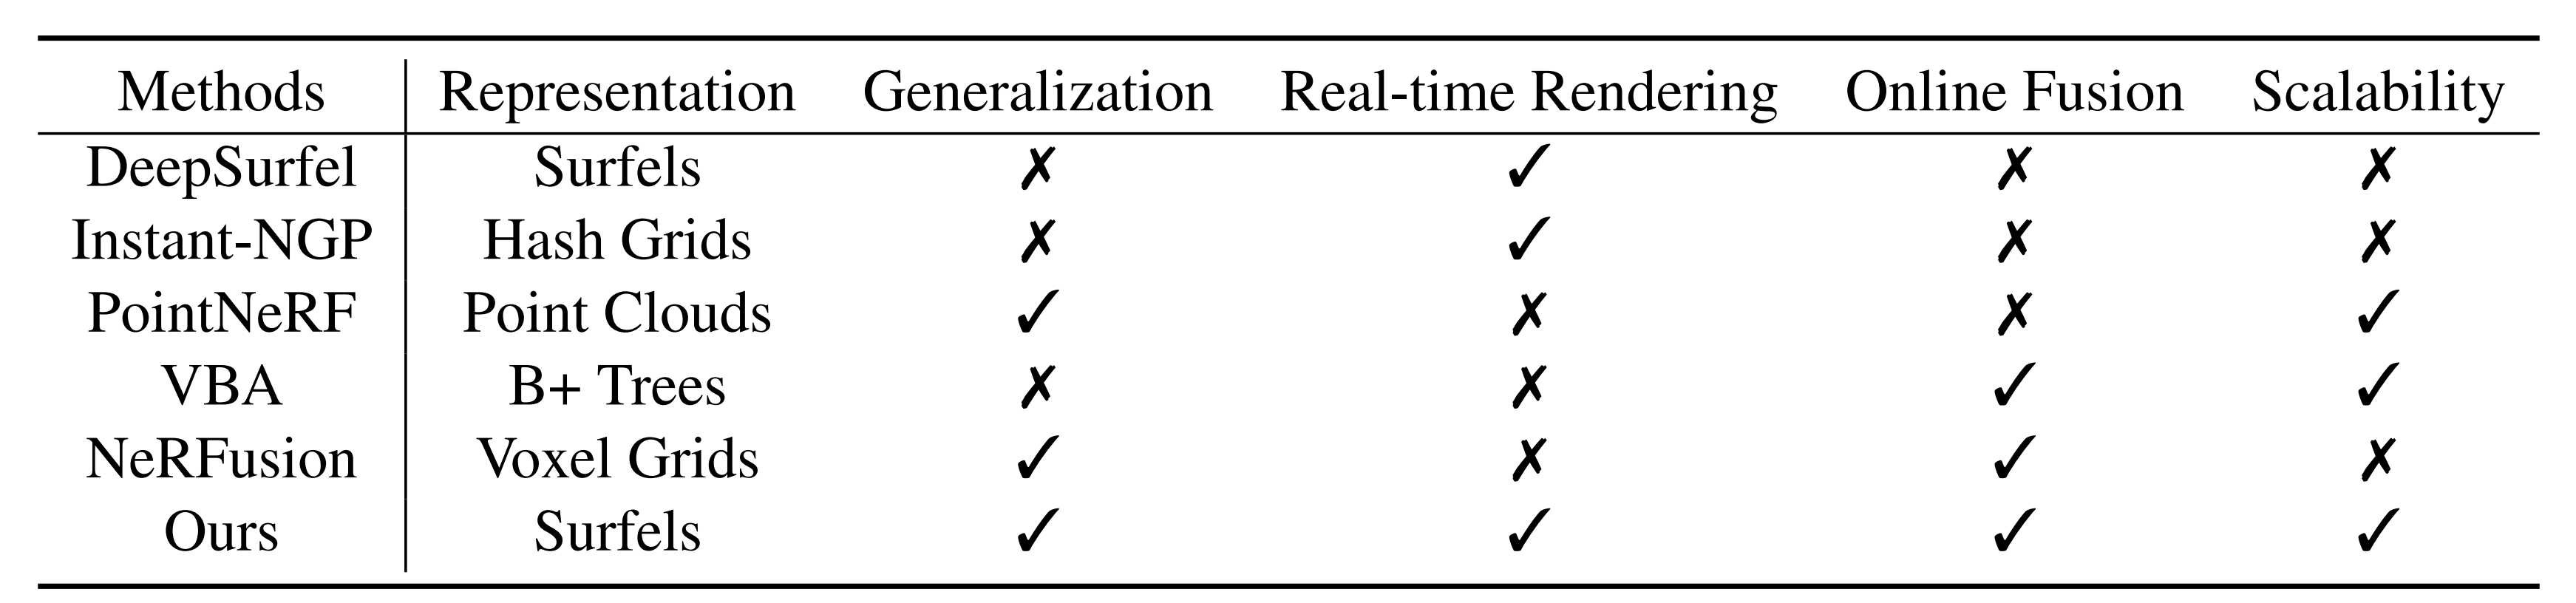 Methods Representation Generalization Real-time Rendering Online Fusion Scalability
DeepSurfel Surfels ✗ ✓ ✗ ✗
Instant-NGP Hash Grids ✗ ✓ ✗ ✗
PointNeRF Point Clouds ✓ ✗ ✗ ✓
VBA B+ Trees ✗ ✗ ✓ ✓
NeRFusion Voxel Grids ✓ ✗ ✓ ✗
Ours Surfels ✓ ✓ ✓ ✓